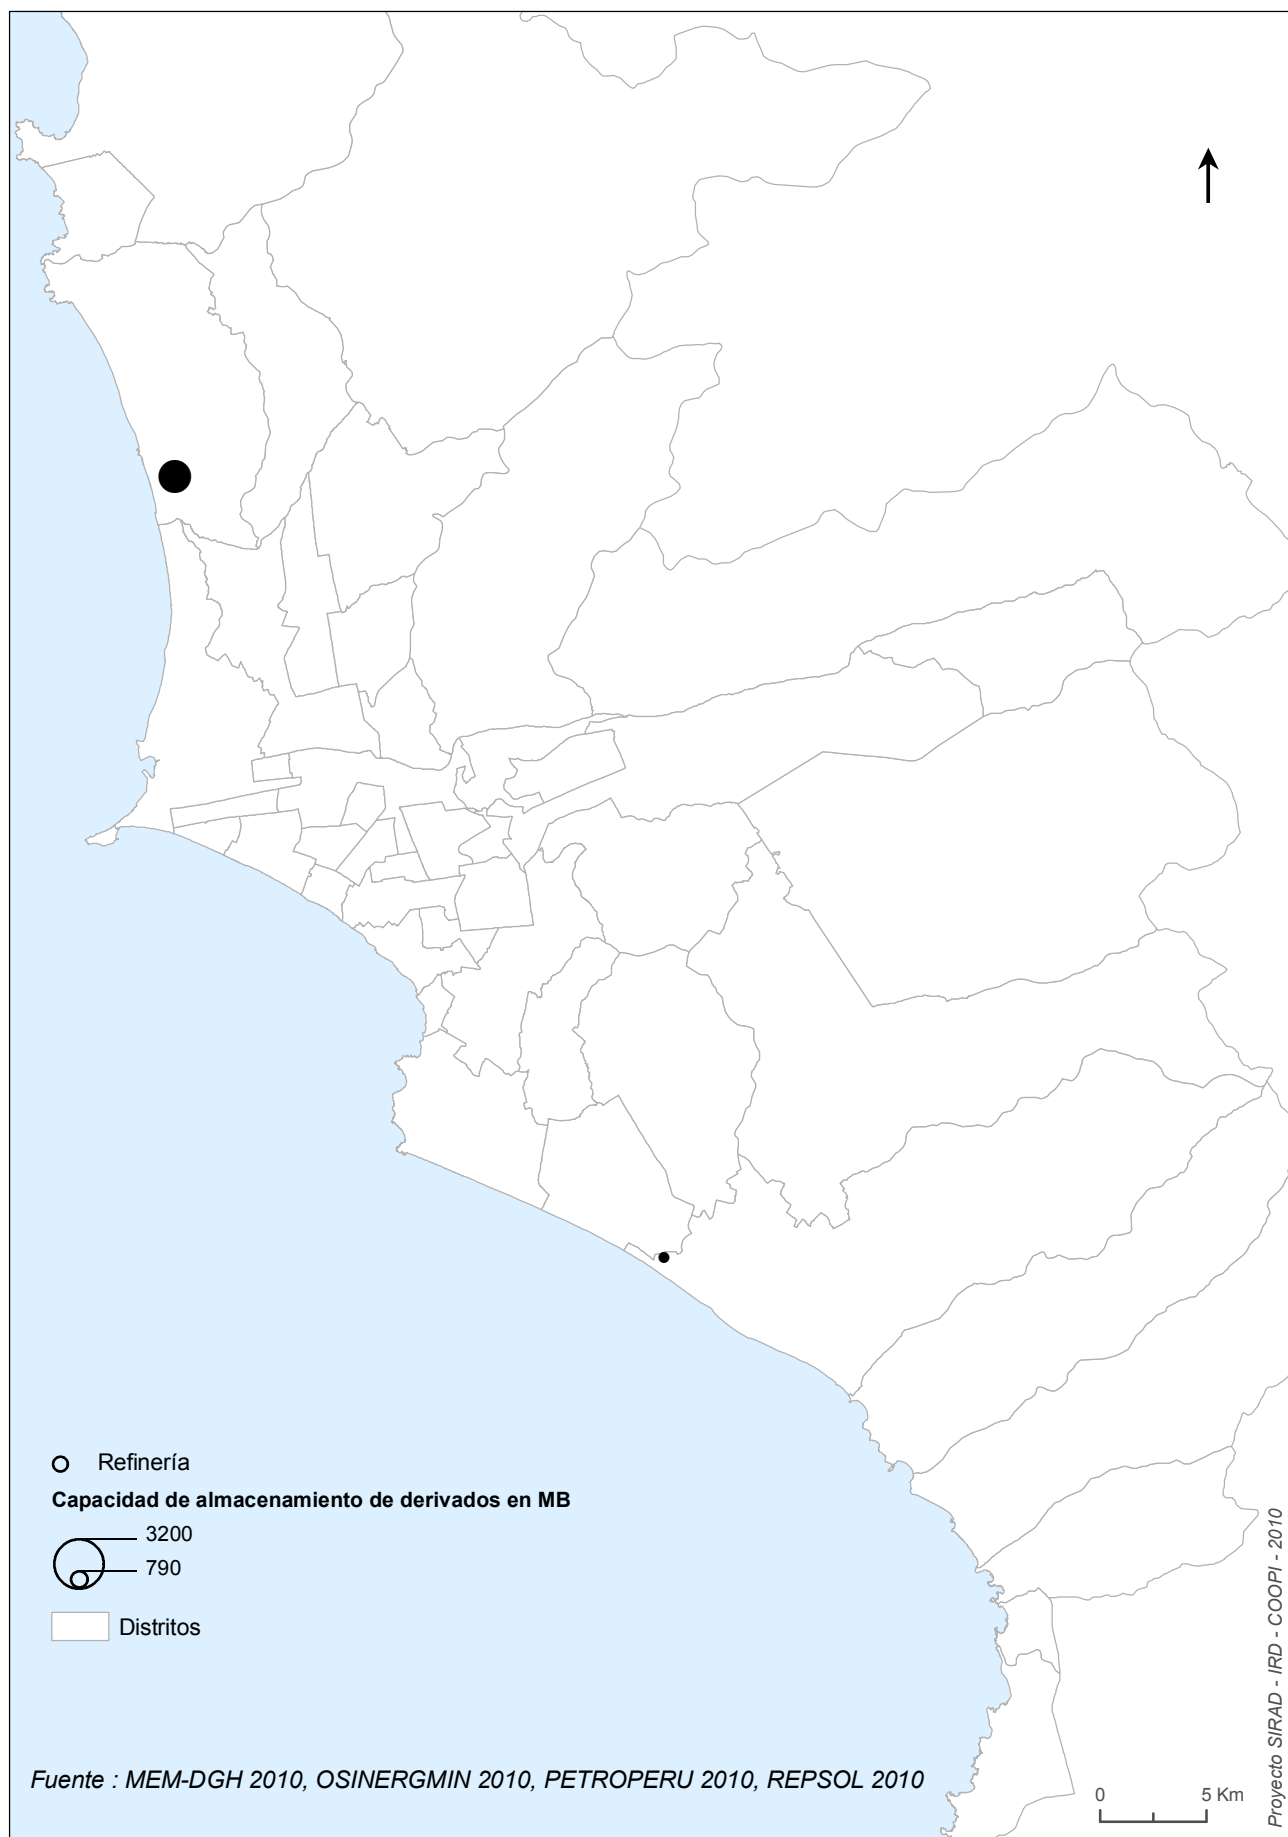 Refinería
Capacidad de almacenamiento de derivados en MB
3200
790
Distritos
Fuente : MEM-DGH 2010, OSINERGMIN 2010, PETROPERU 2010, REPSOL 2010
0 5 Km
Proyecto SIRAD - IRD - COOPI - 2010